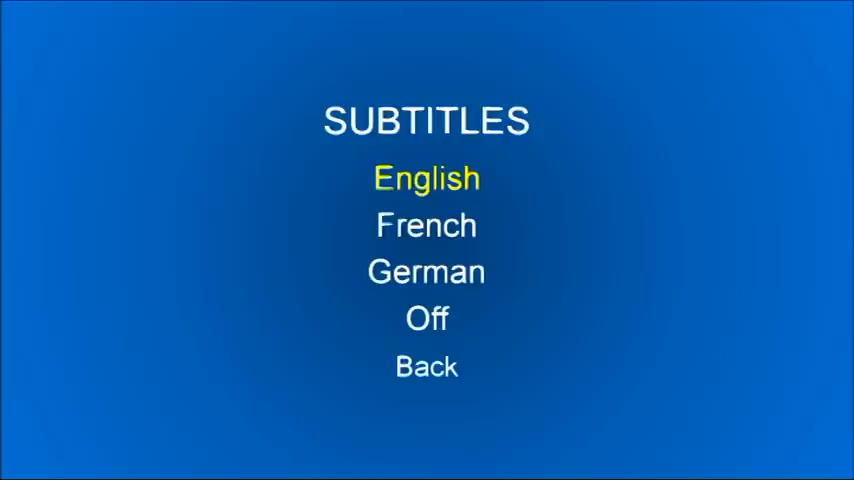 SUBTITLES
English
French
German
Off
Back